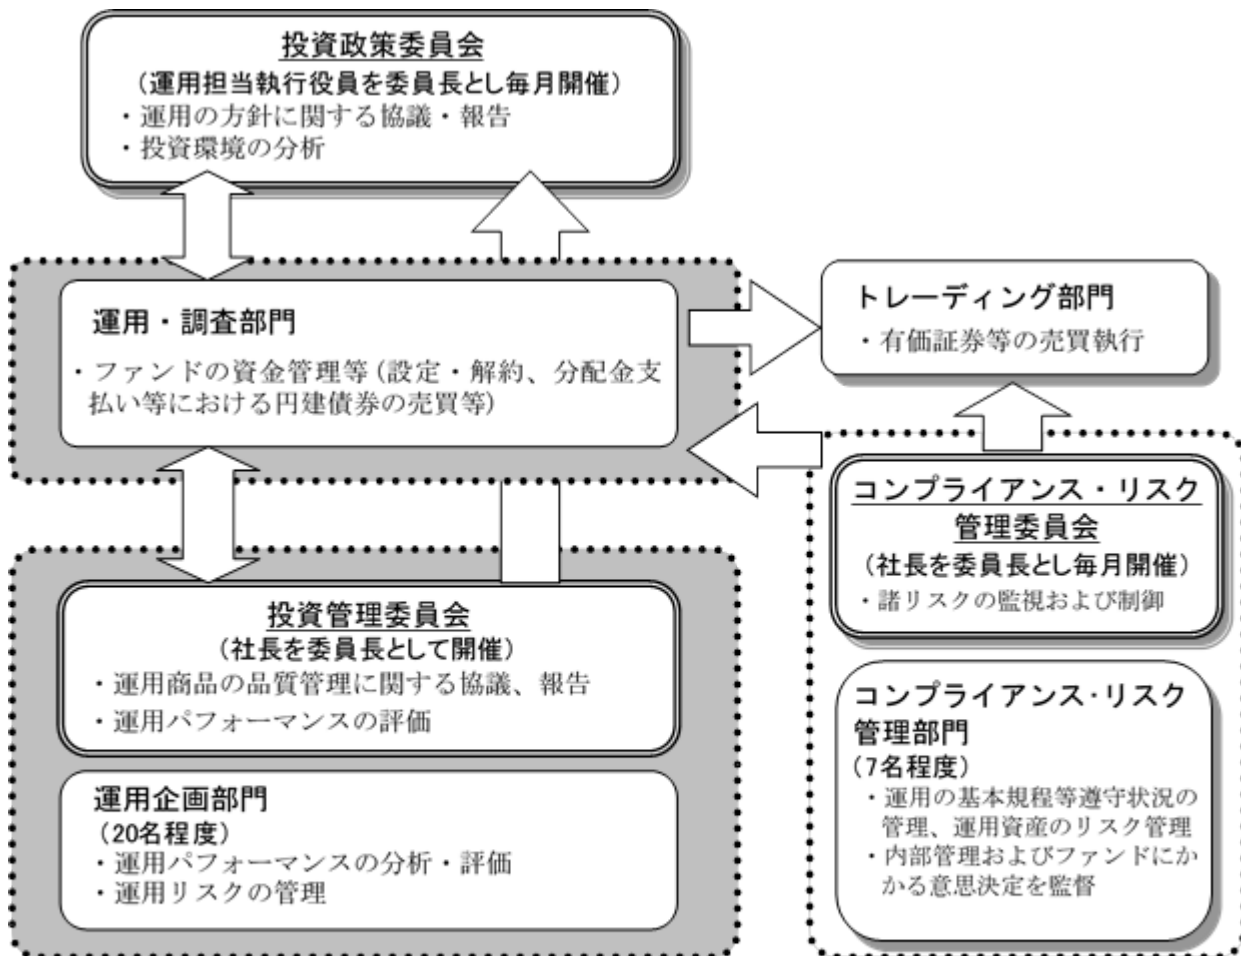 投資政策委員会
（運用担当執行役員を委員長とし毎月開催）
・運用の方針に関する協議・報告
・投資環境の分析
運用・調査部門
・ファンドの資金管理等（設定・解約、分配金支
払い等における円建債券の売買等）
トレーディング部門
・有価証券等の売買執行
コンプライアンス・リスク
管理委員会
（社長を委員長とし毎月開催）
・諸リスクの監視および制御
投資管理委員会
（社長を委員長として開催）
・運用商品の品質管理に関する協議、報告
・運用パフォーマンスの評価
運用企画部門
（20名程度）
・運用パフォーマンスの分析・評価
・運用リスクの管理
コンプライアンス・リスク
管理部門
（7名程度）
・運用の基本規程等遵守状況の
管理、運用資産のリスク管理
・内部管理およびファンドにか
かる意思決定を監督